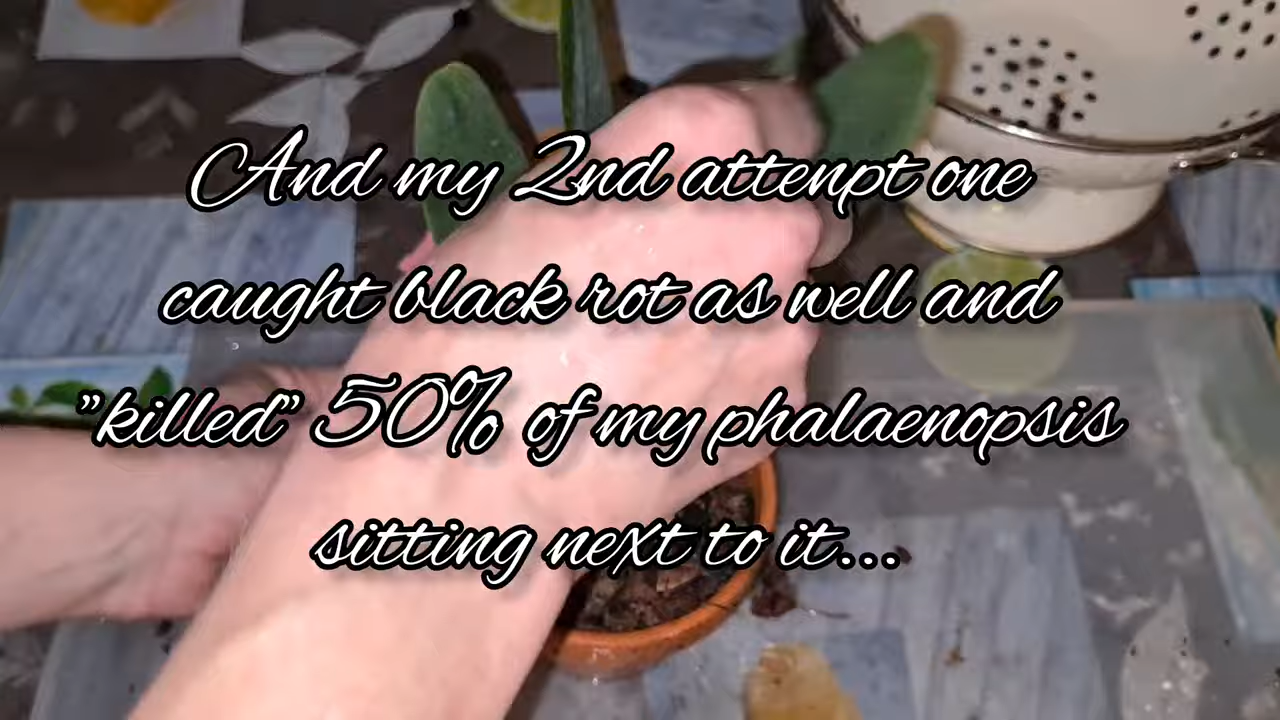 And my 2nd attenpt one
caught black rot as well and
"killed" 50% of my phalaenopsis
sitting next to it...